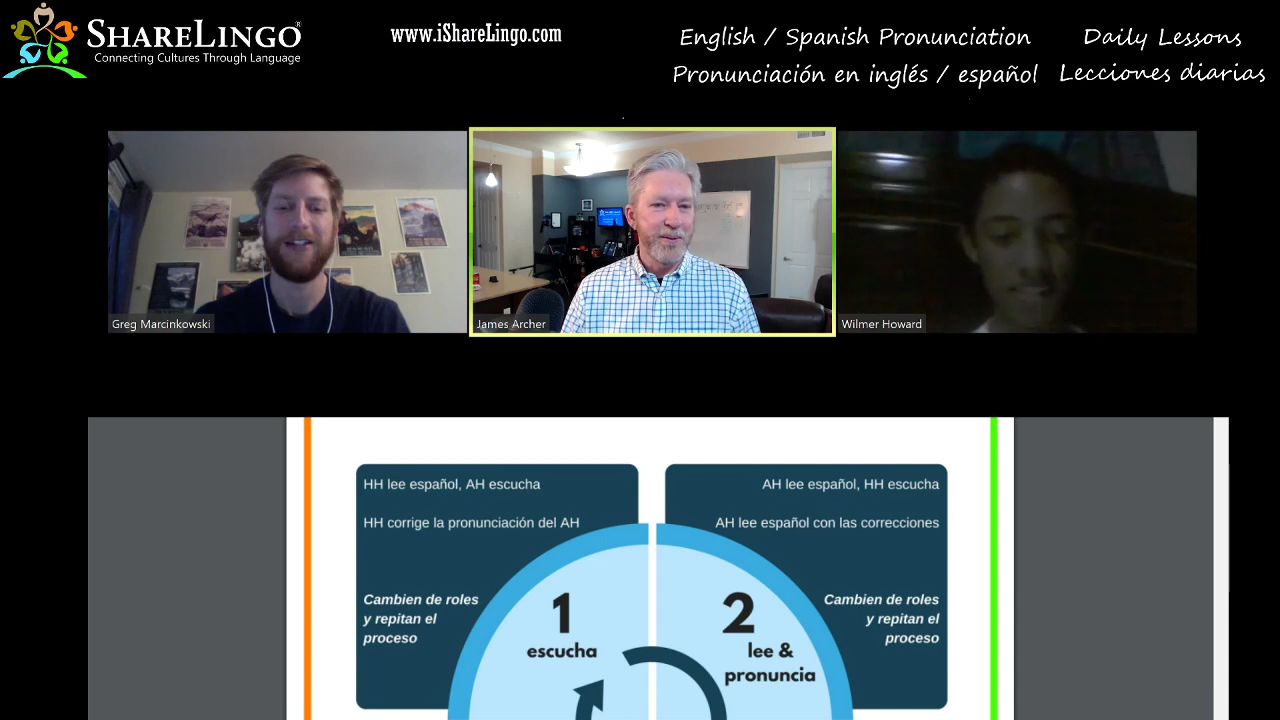 SHARELINGO®
Connecting Cultures Through Language
www.iShareLingo.com
English / Spanish Pronunciation
Pronunciación en inglés / español
Daily Lessons
Lecciones diarias
Greg Marcinkowski
James Archer
Wilmer Howard
HH lee español, AH escucha
HH corrige la pronunciación del AH
Cambien de roles
y repitan el
proceso
AH lee español, HH escucha
AH lee español con las correcciones
Cambien de roles
y repitan el
proceso
1
escucha
2
lee &
pronuncia